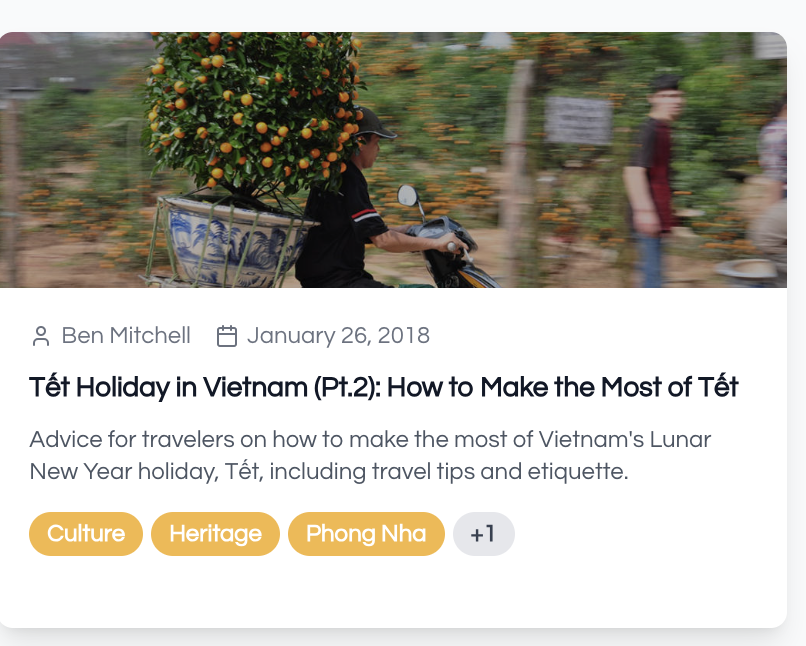 Ben Mitchell January 26, 2018
Tết Holiday in Vietnam (Pt.2): How to Make the Most of Tết
Advice for travelers on how to make the most of Vietnam's Lunar
New Year holiday, Tết, including travel tips and etiquette.
Culture Heritage Phong Nha +1